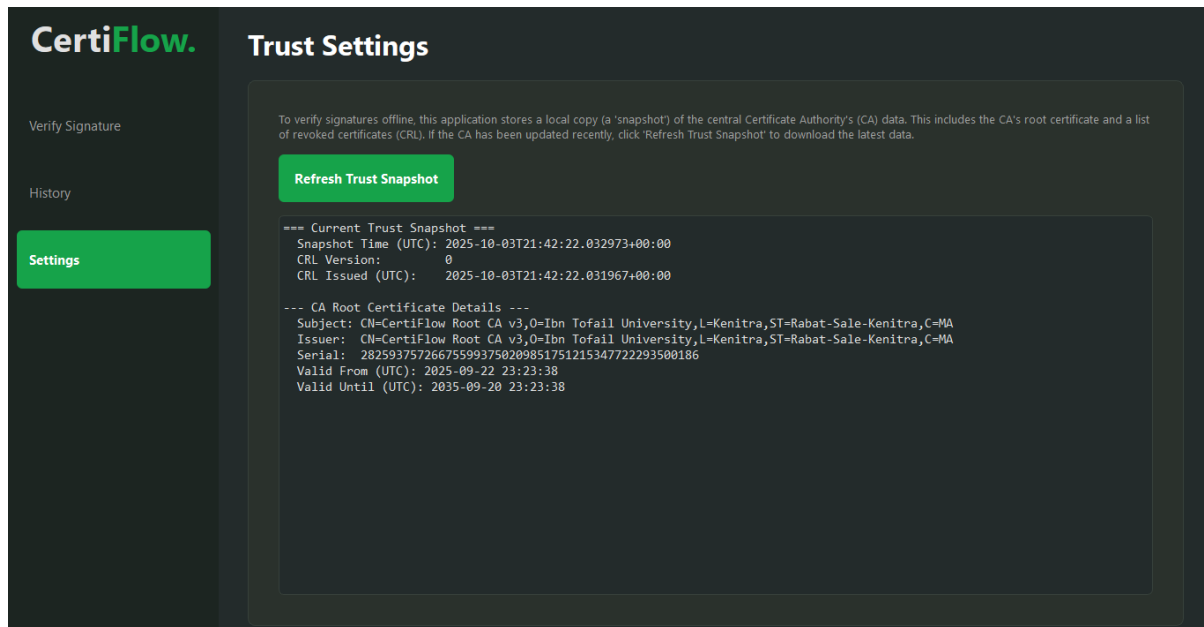 CertiFlow.
Verify Signature
History
Settings
Trust Settings
To verify signatures offline, this application stores a local copy (a 'snapshot') of the central Certificate Authority's (CA) data. This includes the CA's root certificate and a list
of revoked certificates (CRL). If the CA has been updated recently, click 'Refresh Trust Snapshot' to download the latest data.
Refresh Trust Snapshot
=== Current Trust Snapshot ===
Snapshot Time (UTC): 2025-10-03T21:42:22.032973+00:00
CRL Version: 0
CRL Issued (UTC): 2025-10-03T21:42:22.031967+00:00
--- CA Root Certificate Details ---
Subject: CN=CertiFlow Root CA v3,O=Ibn Tofail University,L=Kenitra,ST=Rabat-Sale-Kenitra,C=MA
Issuer: CN=CertiFlow Root CA v3,O=Ibn Tofail University,L=Kenitra,ST=Rabat-Sale-Kenitra,C=MA
Serial: 282593757266755993750209851751215347722293500186
Valid From (UTC): 2025-09-22 23:23:38
Valid Until (UTC): 2035-09-20 23:23:38